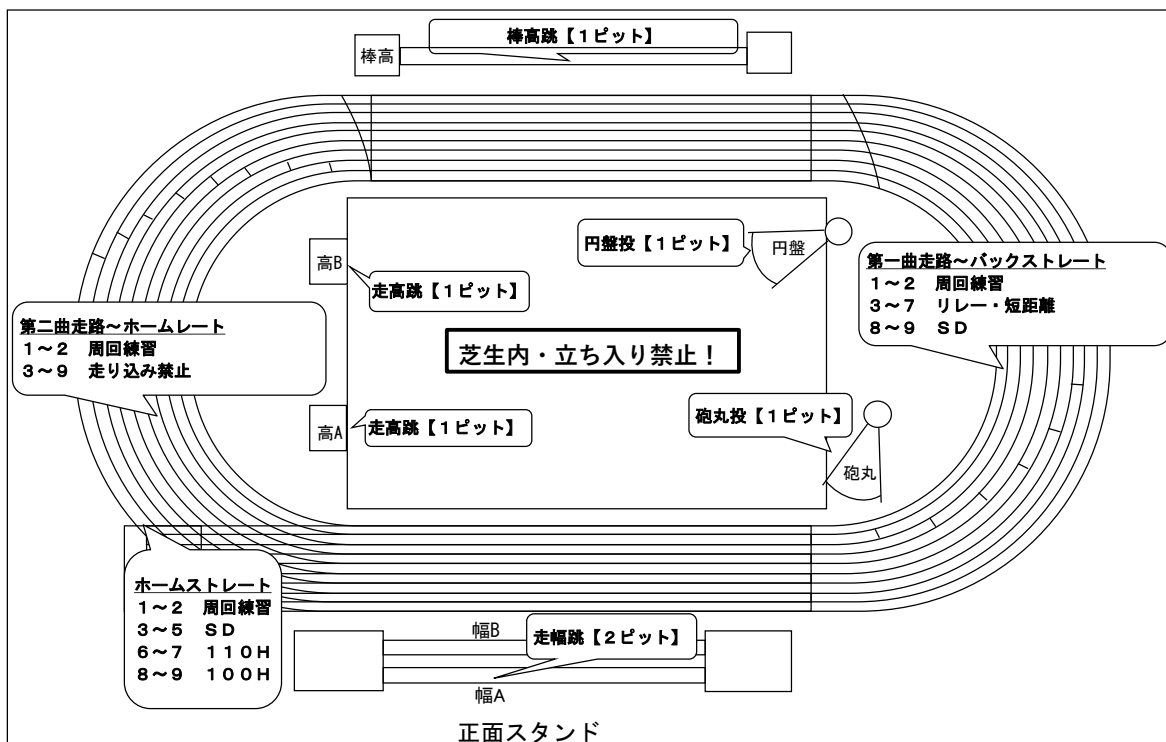 棒高跳【１ピット】
棒高
円盤投【１ピット】
円盤
高B
走高跳【１ピット】
第一曲走路～バックストレート
１～２　周回練習
３～７　リレー・短距離
８～９　ＳＤ
第二曲走路～ホームレート
１～２　周回練習
３～９　走り込み禁止
芝生内・立ち入り禁止！
高A
走高跳【１ピット】
砲丸投【１ピット】
砲丸
ホームストレート
１～２　周回練習
３～５　ＳＤ
６～７　１１０Ｈ
８～９　１００Ｈ
幅B
走幅跳【２ピット】
幅A
正面スタンド